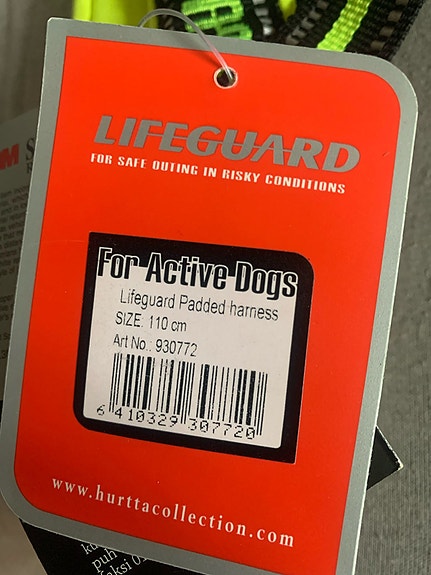 LIFEGUARD
FOR SAFE OUTING IN RISKY CONDITIONS
For Active Dogs
Lifeguard Padded harness
SIZE: 110 cm
Art No.: 930772
6 410329 307720
www.hurttacollection.com
puh